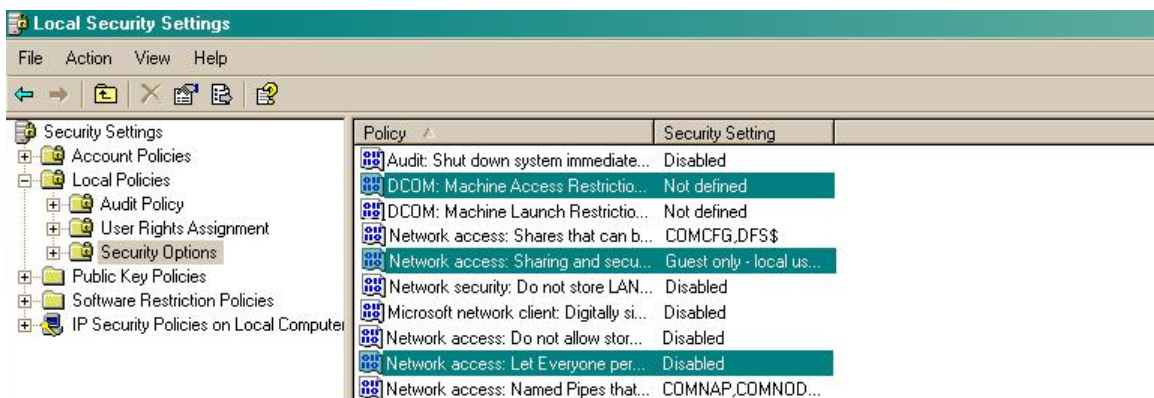 Local Security Settings
File Action View Help
Security Settings
Account Policies
Local Policies
Audit Policy
User Rights Assignment
Security Options
Public Key Policies
Software Restriction Policies
IP Security Policies on Local Computer
Policy Security Setting
Audit: Shut down system immediate... Disabled
DCOM: Machine Access Restrictio... Not defined
DCOM: Machine Launch Restrictio... Not defined
Network access: Shares that can b... COMCFG,DFS$
Network access: Sharing and secu... Guest only - local us...
Network security: Do not store LAN... Disabled
Microsoft network client: Digitally si... Disabled
Network access: Do not allow stor... Disabled
Network access: Let Everyone per... Disabled
Network access: Named Pipes that... COMNAP,COMNOD...